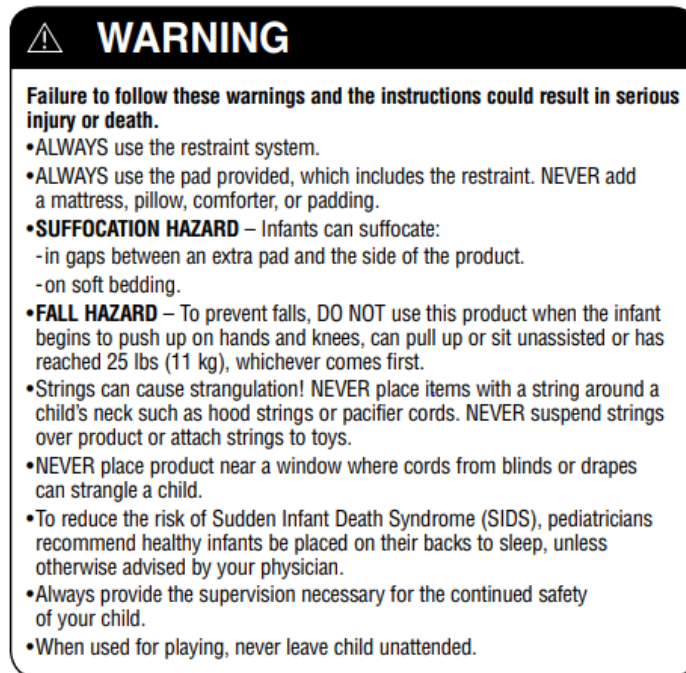 ⚠ WARNING
Failure to follow these warnings and the instructions could result in serious
injury or death.
•ALWAYS use the restraint system.
•ALWAYS use the pad provided, which includes the restraint. NEVER add
a mattress, pillow, comforter, or padding.
•SUFFOCATION HAZARD – Infants can suffocate:
-in gaps between an extra pad and the side of the product.
-on soft bedding.
•FALL HAZARD – To prevent falls, DO NOT use this product when the infant
begins to push up on hands and knees, can pull up or sit unassisted or has
reached 25 lbs (11 kg), whichever comes first.
•Strings can cause strangulation! NEVER place items with a string around a
child’s neck such as hood strings or pacifier cords. NEVER suspend strings
over product or attach strings to toys.
•NEVER place product near a window where cords from blinds or drapes
can strangle a child.
•To reduce the risk of Sudden Infant Death Syndrome (SIDS), pediatricians
recommend healthy infants be placed on their backs to sleep, unless
otherwise advised by your physician.
•Always provide the supervision necessary for the continued safety
of your child.
•When used for playing, never leave child unattended.